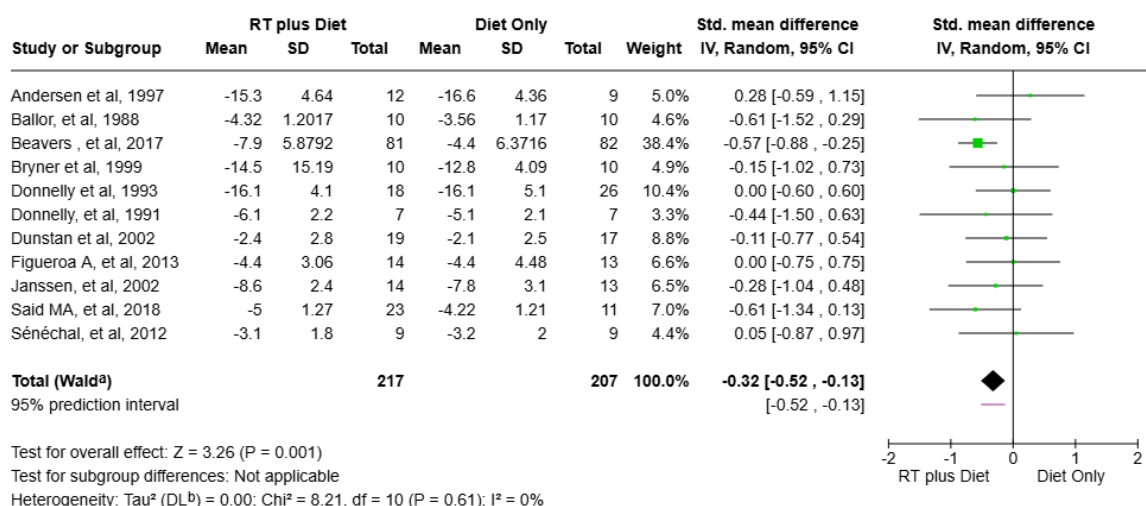 RT plus Diet Diet Only Std. mean difference Std. mean difference
Study or Subgroup Mean SD Total Mean SD Total Weight IV, Random, 95% CI IV, Random, 95% CI
Andersen et al, 1997 -15.3 4.64 12 -16.6 4.36 9 5.0% 0.28 [-0.59 , 1.15]
Ballor, et al, 1988 -4.32 1.2017 10 -3.56 1.17 10 4.6% -0.61 [-1.52 , 0.29]
Beavers , et al, 2017 -7.9 5.8792 81 -4.4 6.3716 82 38.4% -0.57 [-0.88 , -0.25]
Bryner et al, 1999 -14.5 15.19 10 -12.8 4.09 10 4.8% -0.15 [-1.02 , 0.73]
Donnelly et al, 1993 -16.1 4.1 18 -16.1 5.1 26 10.4% 0.00 [-0.60 , 0.60]
Donnelly, et al, 1991 -6.1 2.2 7 -5.1 2.1 7 3.3% -0.44 [-1.50 , 0.63]
Dunstan et al, 2002 -2.4 2.8 19 -2.1 2.5 17 8.8% -0.11 [-0.77 , 0.54]
Figueroa A, et al, 2013 -4.4 3.06 14 -4.4 4.48 13 6.6% 0.00 [-0.75 , 0.75]
Janssen, et al, 2002 -8.6 2.4 14 -7.8 3.1 13 6.6% -0.28 [-1.04 , 0.48]
Said MA, et al, 2018 -5 1.27 23 -4.22 1.21 11 7.0% -0.61 [-1.34 , 0.13]
Sénéchal, et al, 2012 -3.1 1.8 9 -3.2 2 9 4.4% 0.05 [-0.87 , 0.97]
Total (Waldᵃ) 217 207 100.0% -0.32 [-0.52 , -0.13]
95% prediction interval [-0.52 , -0.13]
Test for overall effect: Z = 3.26 (P = 0.001)
-2 -1 0 1 2
Test for subgroup differences: Not applicable
RT plus Diet Diet Only
Heterogeneity: Tau² (DLᵇ) = 0.00; Chi² = 8.21, df = 10 (P = 0.61); I² = 0%